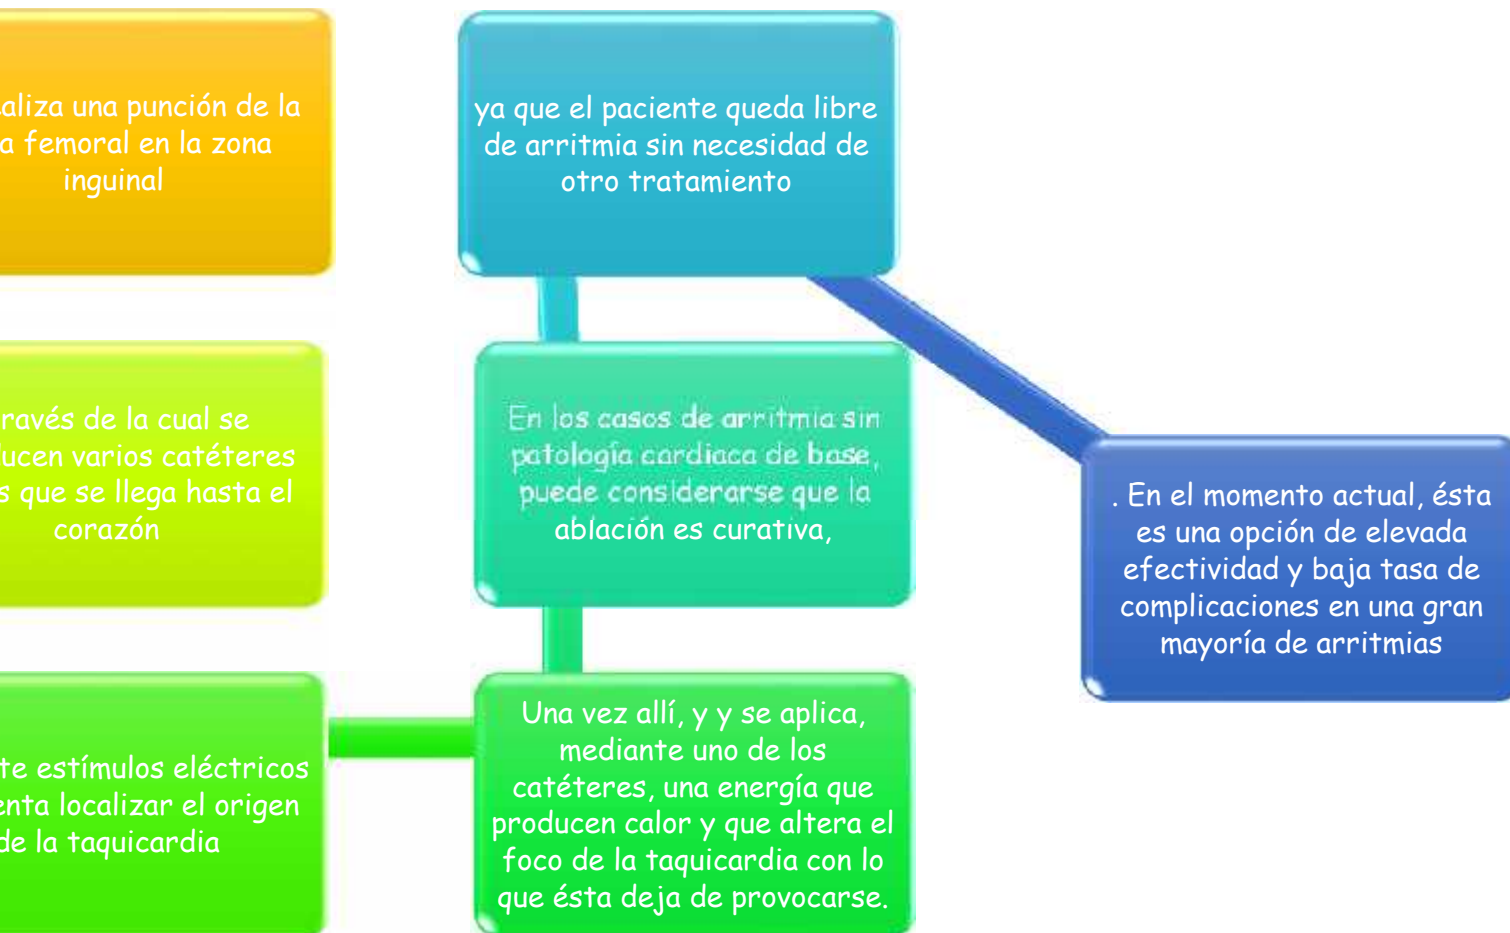 aliza una punción de la
a femoral en la zona
inguinal
ravés de la cual se
ucen varios catéteres
s que se llega hasta el
corazón
te estímulos eléctricos
enta localizar el origen
de la taquicardia
Una vez allí, y y se aplica,
mediante uno de los
catéteres, una energía que
producen calor y que altera el
foco de la taquicardia con lo
que ésta deja de provocarse.
En los casos de arritmia sin
patología cardiaca de base,
puede considerarse que la
ablación es curativa,
ya que el paciente queda libre
de arritmia sin necesidad de
otro tratamiento
. En el momento actual, ésta
es una opción de elevada
efectividad y baja tasa de
complicaciones en una gran
mayoría de arritmias